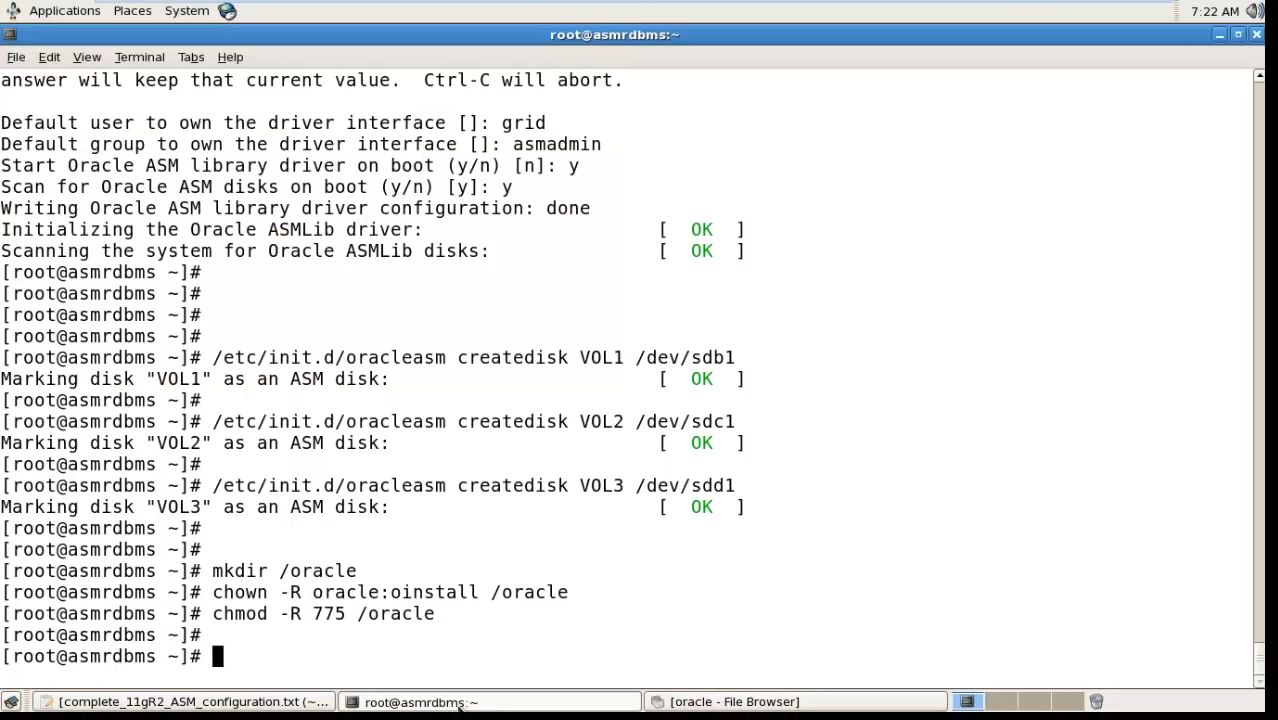 Applications Places System 7:22 AM
root@asmrdbms:~
File Edit View Terminal Tabs Help
answer will keep that current value.  Ctrl-C will abort.
Default user to own the driver interface []: grid
Default group to own the driver interface []: asmadmin
Start Oracle ASM library driver on boot (y/n) [n]: y
Scan for Oracle ASM disks on boot (y/n) [y]: y
Writing Oracle ASM library driver configuration: done
Initializing the Oracle ASMLib driver:                     [  OK  ]
Scanning the system for Oracle ASMLib disks:               [  OK  ]
[root@asmrdbms ~]#
[root@asmrdbms ~]#
[root@asmrdbms ~]#
[root@asmrdbms ~]#
[root@asmrdbms ~]# /etc/init.d/oracleasm createdisk VOL1 /dev/sdb1
Marking disk "VOL1" as an ASM disk:                        [  OK  ]
[root@asmrdbms ~]#
[root@asmrdbms ~]# /etc/init.d/oracleasm createdisk VOL2 /dev/sdc1
Marking disk "VOL2" as an ASM disk:                        [  OK  ]
[root@asmrdbms ~]#
[root@asmrdbms ~]# /etc/init.d/oracleasm createdisk VOL3 /dev/sdd1
Marking disk "VOL3" as an ASM disk:                        [  OK  ]
[root@asmrdbms ~]#
[root@asmrdbms ~]#
[root@asmrdbms ~]# mkdir /oracle
[root@asmrdbms ~]# chown -R oracle:oinstall /oracle
[root@asmrdbms ~]# chmod -R 775 /oracle
[root@asmrdbms ~]#
[root@asmrdbms ~]#
[complete_11gR2_ASM_configuration.txt (~... root@asmrdbms:~ [oracle - File Browser]